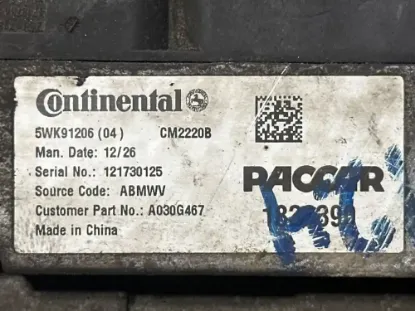 Continental
5WK91206 (04) CM2220B
Man. Date: 12/26
Serial No.: 121730125
Source Code: ABMWV
Customer Part No.: A030G467
Made in China
PACCAR